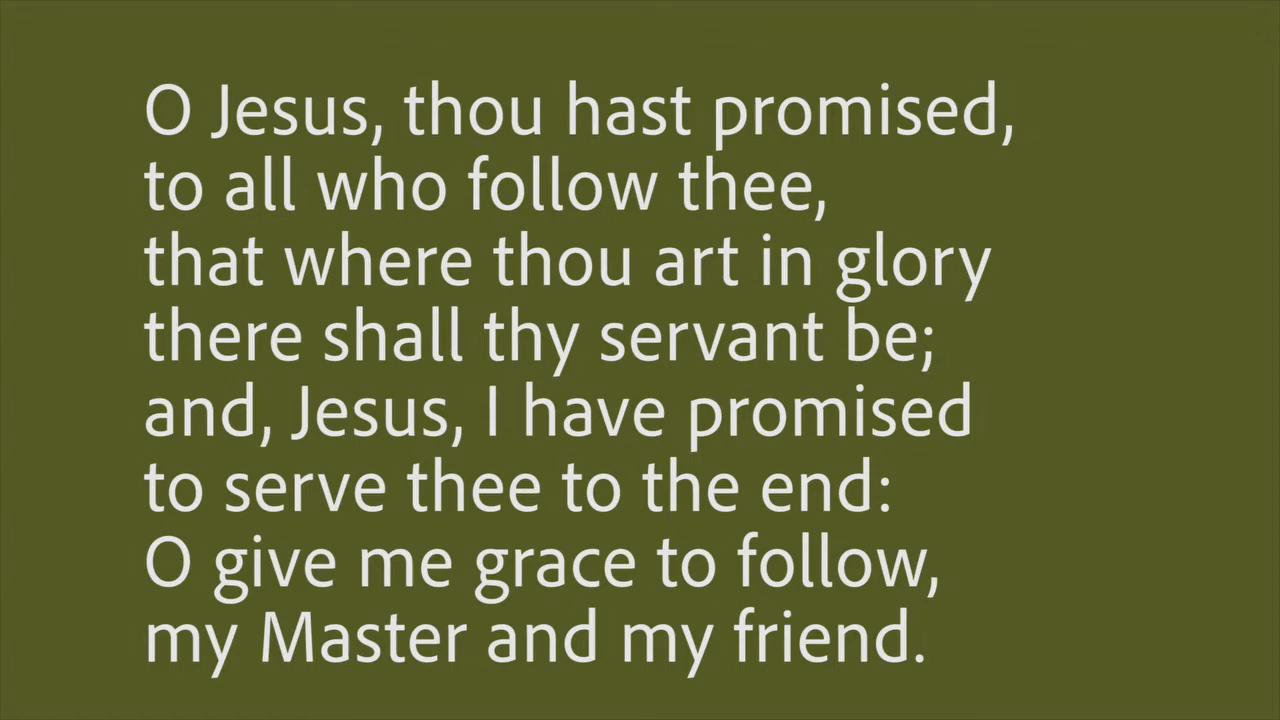 O Jesus, thou hast promised,
to all who follow thee,
that where thou art in glory
there shall thy servant be;
and, Jesus, I have promised
to serve thee to the end:
O give me grace to follow,
my Master and my friend.